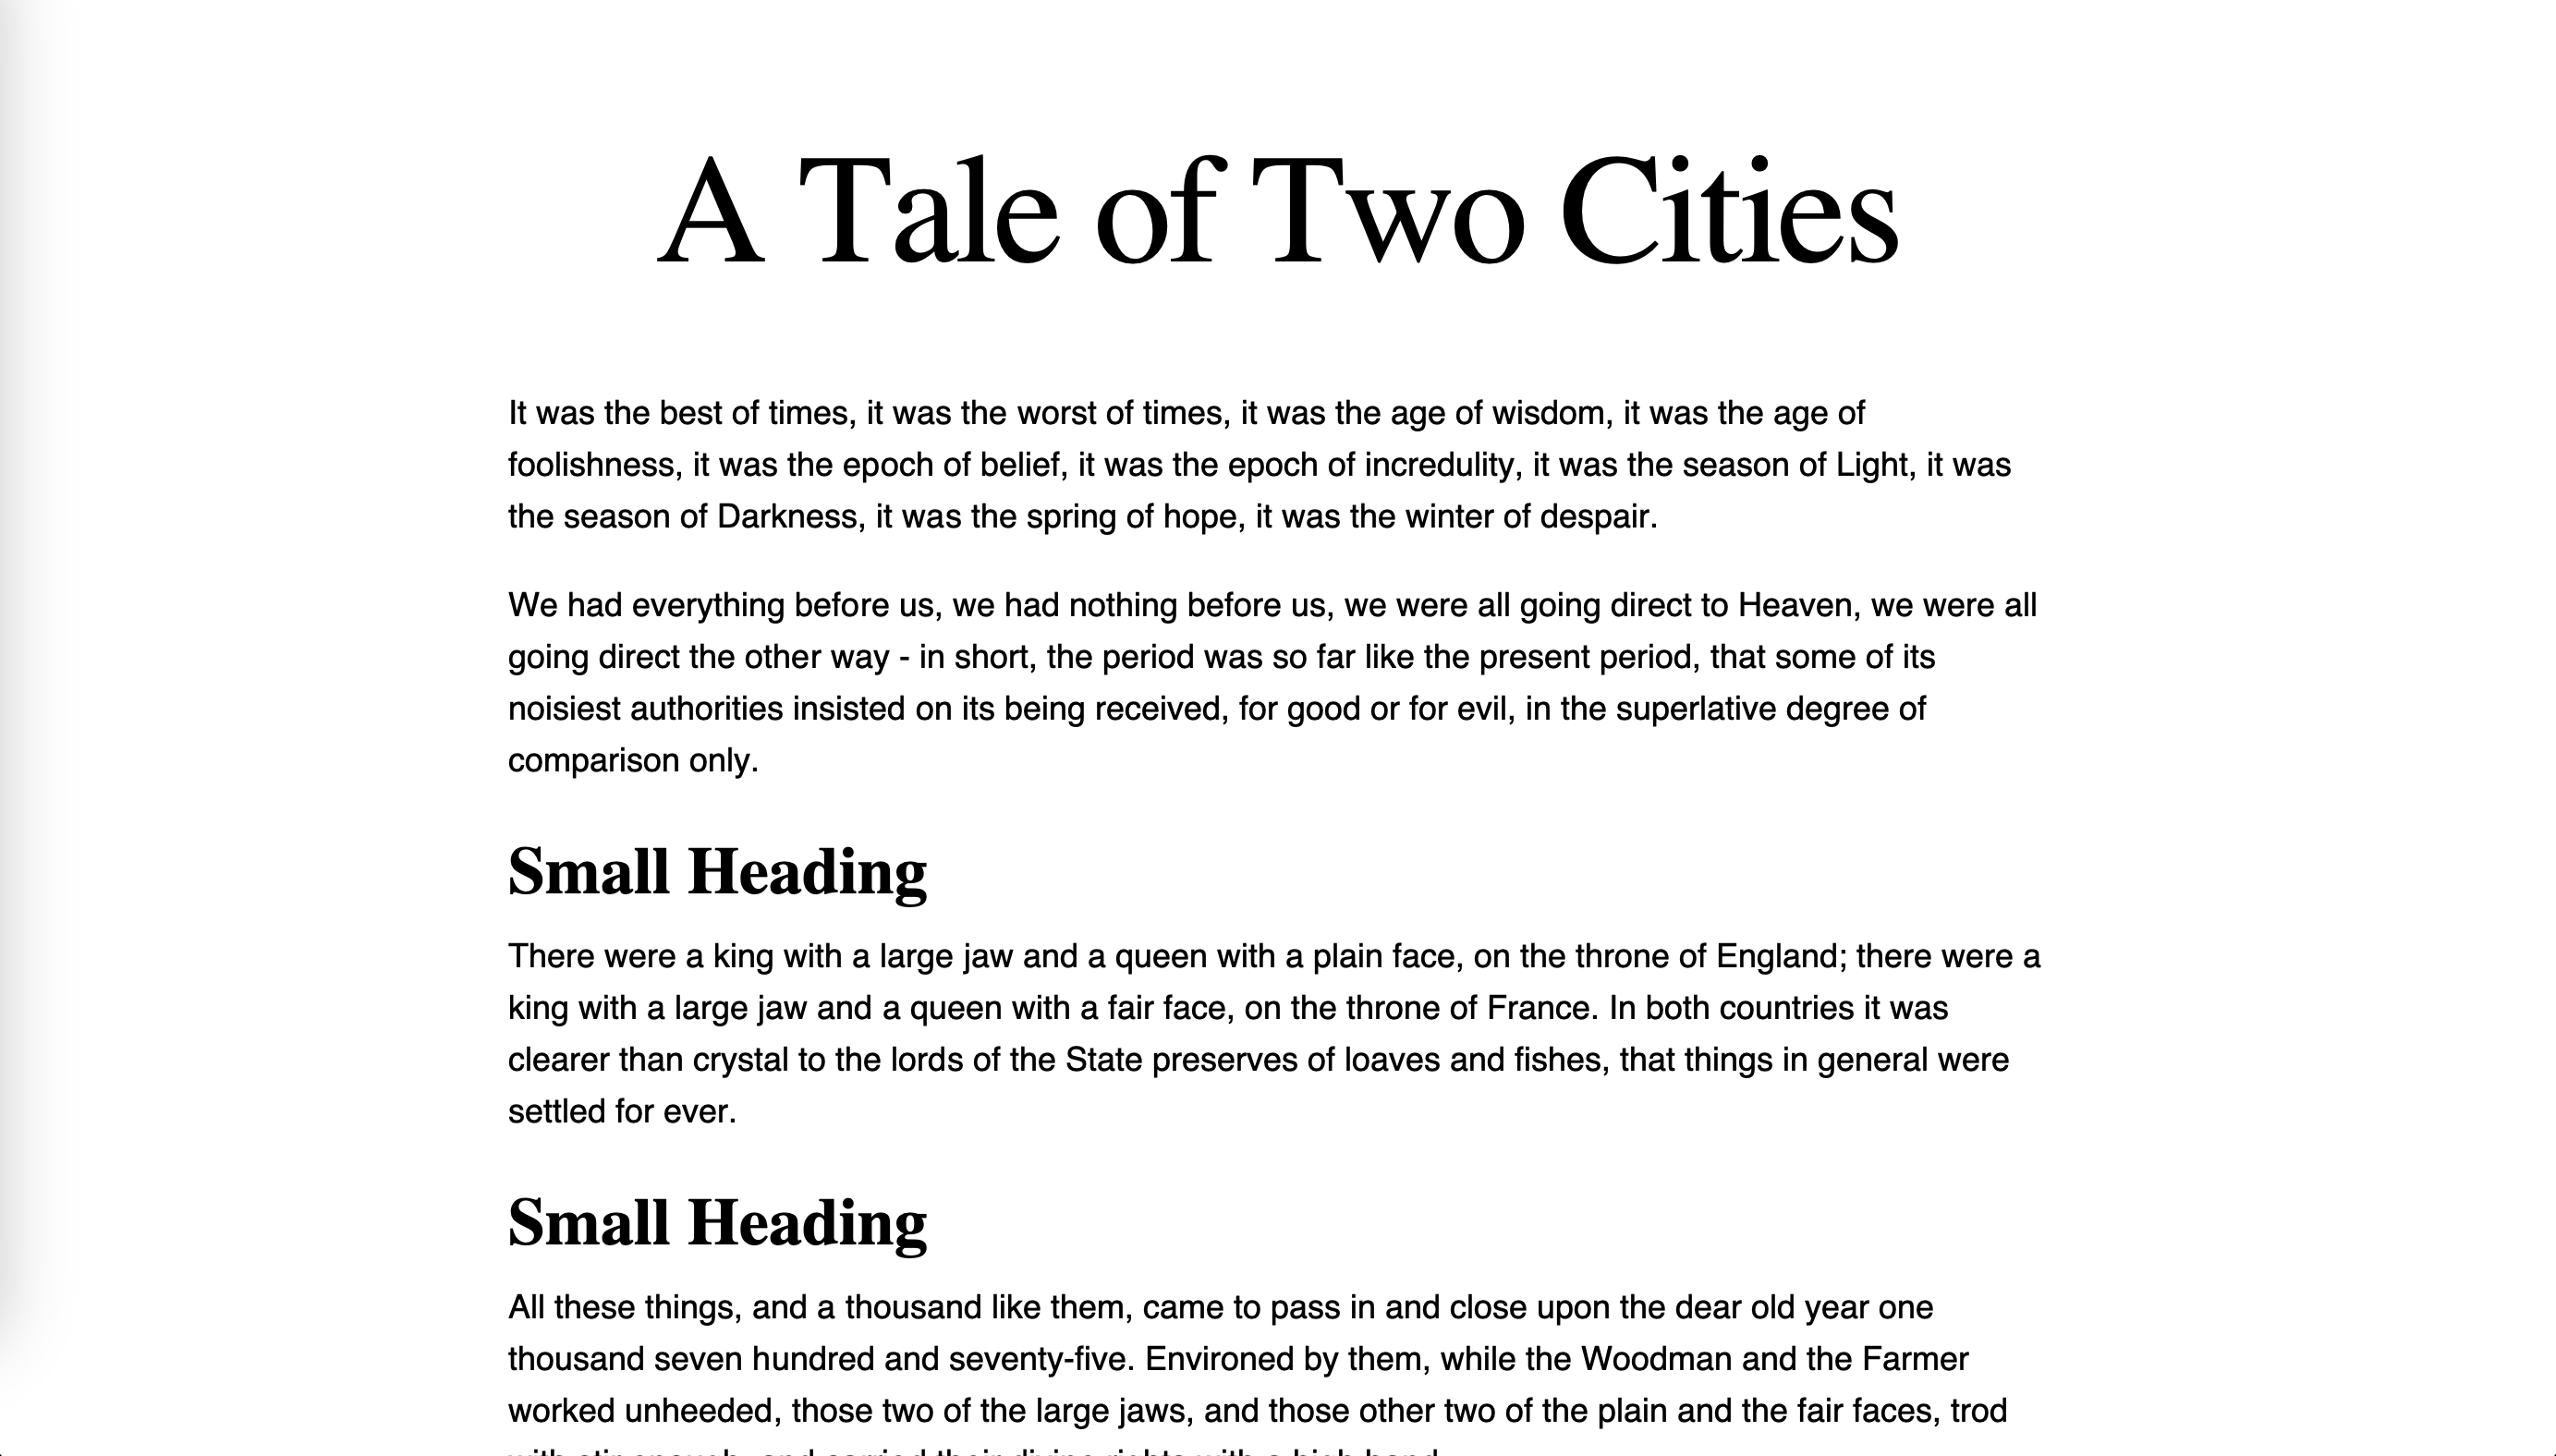 A Tale of Two Cities
It was the best of times, it was the worst of times, it was the age of wisdom, it was the age of
foolishness, it was the epoch of belief, it was the epoch of incredulity, it was the season of Light, it was
the season of Darkness, it was the spring of hope, it was the winter of despair.
We had everything before us, we had nothing before us, we were all going direct to Heaven, we were all
going direct the other way - in short, the period was so far like the present period, that some of its
noisiest authorities insisted on its being received, for good or for evil, in the superlative degree of
comparison only.
Small Heading
There were a king with a large jaw and a queen with a plain face, on the throne of England; there were a
king with a large jaw and a queen with a fair face, on the throne of France. In both countries it was
clearer than crystal to the lords of the State preserves of loaves and fishes, that things in general were
settled for ever.
Small Heading
All these things, and a thousand like them, came to pass in and close upon the dear old year one
thousand seven hundred and seventy-five. Environed by them, while the Woodman and the Farmer
worked unheeded, those two of the large jaws, and those other two of the plain and the fair faces, trod
with stir enough, and carried their divine rights with a high hand.